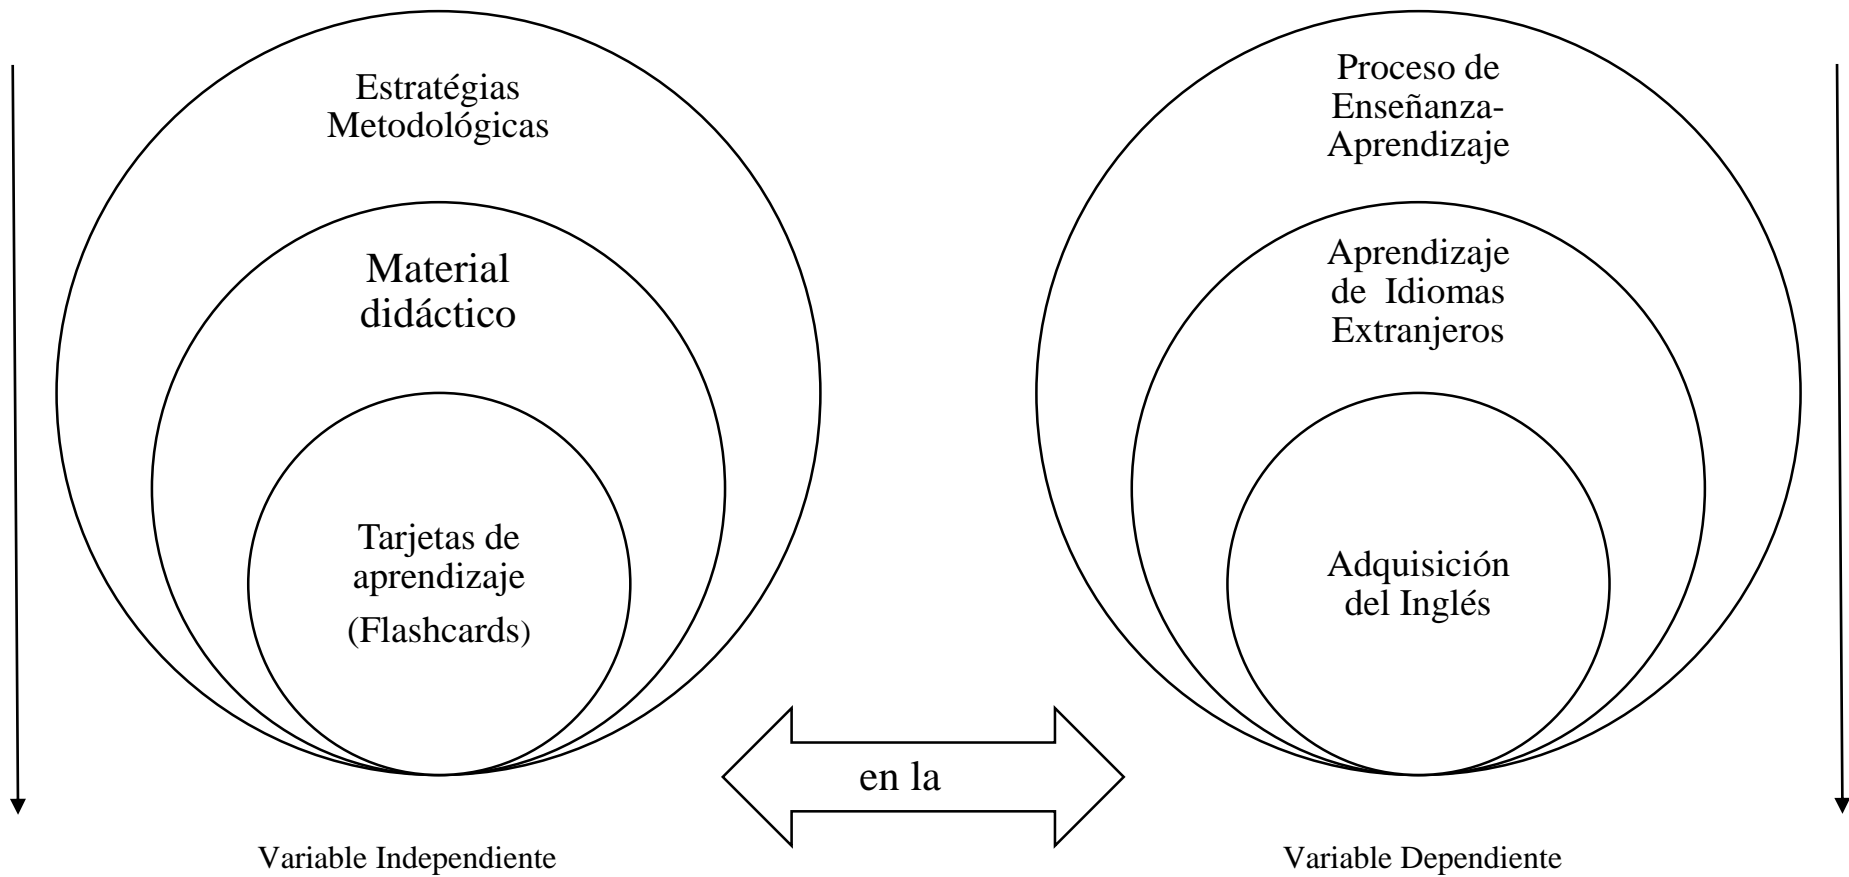 Estratégias
Metodológicas
Material
didáctico
Tarjetas de
aprendizaje
(Flashcards)
Variable Independiente
en la
Proceso de
Enseñanza-
Aprendizaje
Aprendizaje
de  Idiomas
Extranjeros
Adquisición
del Inglés
Variable Dependiente